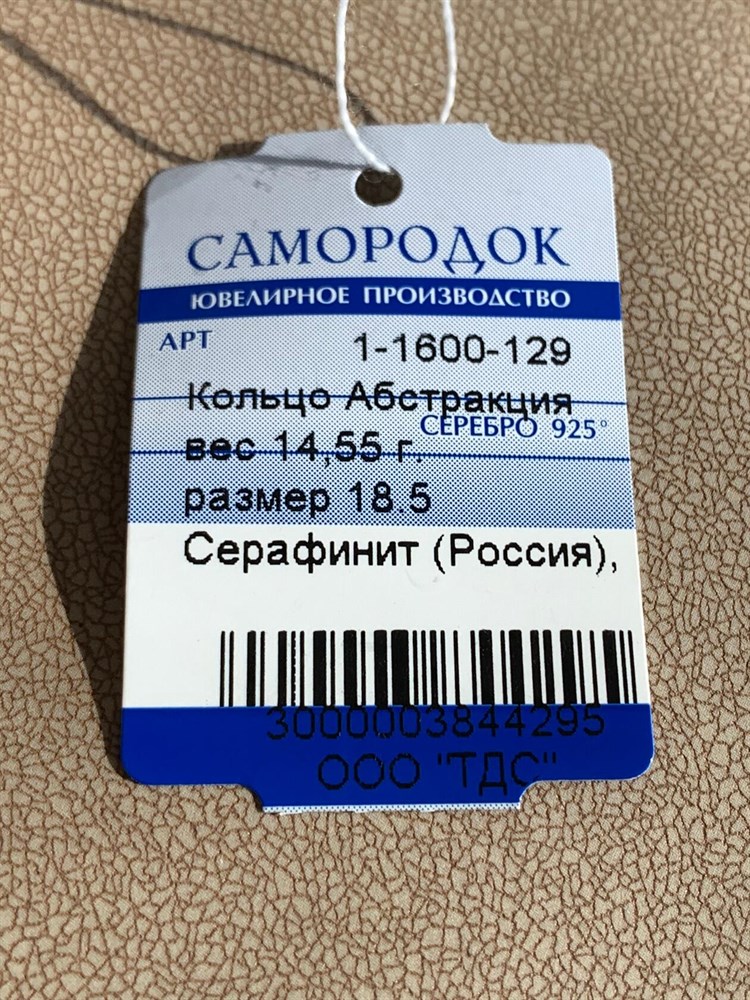 САМОРОДОК
ЮВЕЛИРНОЕ ПРОИЗВОДСТВО
АРТ 1-1600-129
Кольцо Абстракция
СЕРЕБРО 925°
вес 14,55 г.
размер 18.5
Серафинит (Россия),
3000003844295
ООО "ТДС"